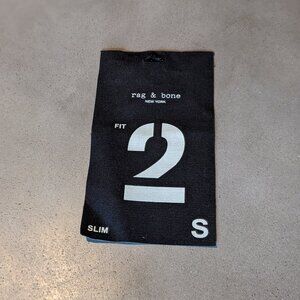 rag & bone
NEW YORK
FIT
2
SLIM
S